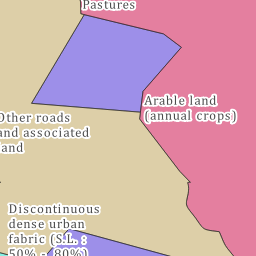 Pastures
Arable land
(annual crops)
Other roads
and associated
land
Discontinuous
dense urban
fabric (S.L. :
50% - 80%)